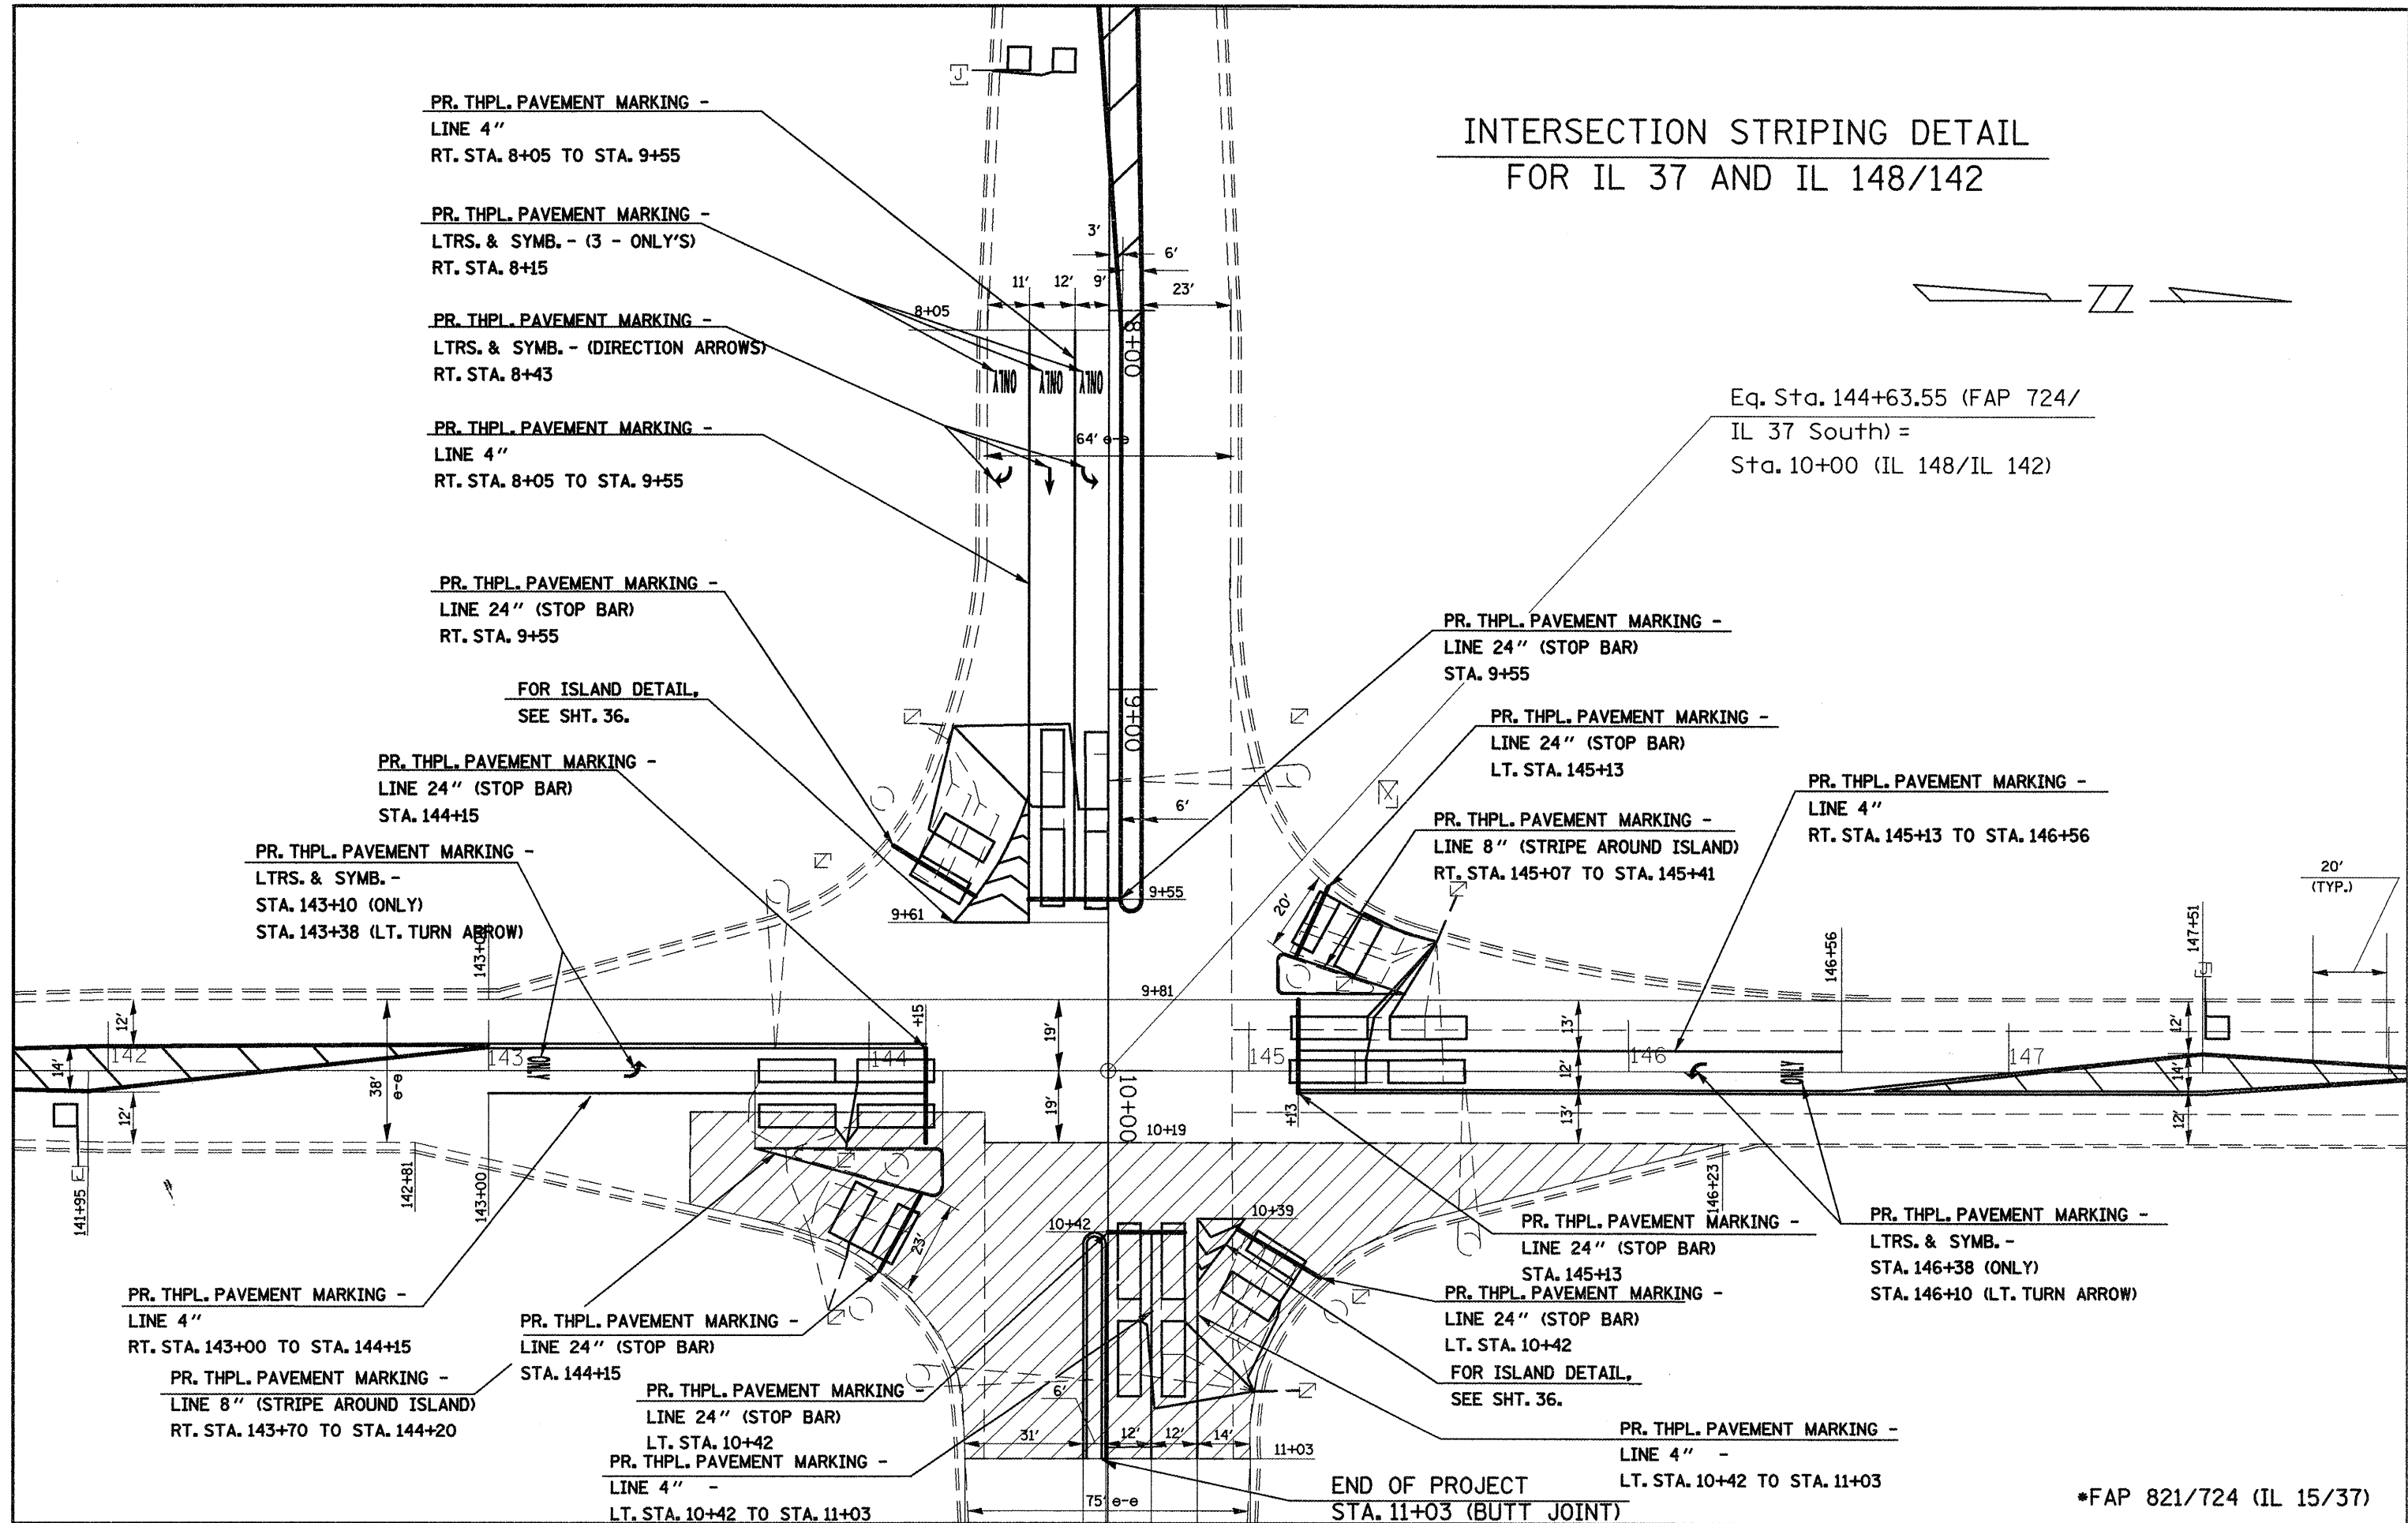 INTERSECTION STRIPING DETAIL
FOR IL 37 AND IL 148/142
PR. THPL. PAVEMENT MARKING -
LINE 4"
RT. STA. 8+05 TO STA. 9+55
PR. THPL. PAVEMENT MARKING -
LTRS. & SYMB. - (3 - ONLY'S)
RT. STA. 8+15
PR. THPL. PAVEMENT MARKING -
LTRS. & SYMB. - (DIRECTION ARROWS)
RT. STA. 8+43
PR. THPL. PAVEMENT MARKING -
LINE 4"
RT. STA. 8+05 TO STA. 9+55
PR. THPL. PAVEMENT MARKING -
LINE 24" (STOP BAR)
RT. STA. 9+55
FOR ISLAND DETAIL,
SEE SHT. 36.
PR. THPL. PAVEMENT MARKING -
LINE 24" (STOP BAR)
STA. 144+15
PR. THPL. PAVEMENT MARKING -
LTRS. & SYMB. -
STA. 143+10 (ONLY)
STA. 143+38 (LT. TURN ARROW)
J
3'
6'
11'
12'
9'
23'
8+05
8+00
ONLY
ONLY
ONLY
64' e-e
Eq. Sta. 144+63.55 (FAP 724/
IL 37 South) =
Sta. 10+00 (IL 148/IL 142)
9+00
6'
9+55
9+61
PR. THPL. PAVEMENT MARKING -
LINE 24" (STOP BAR)
STA. 9+55
PR. THPL. PAVEMENT MARKING -
LINE 24" (STOP BAR)
LT. STA. 145+13
PR. THPL. PAVEMENT MARKING -
LINE 8" (STRIPE AROUND ISLAND)
RT. STA. 145+07 TO STA. 145+41
PR. THPL. PAVEMENT MARKING -
LINE 4"
RT. STA. 145+13 TO STA. 146+56
20'
(TYP.)
20'
146+56
147+51
J
9+81
12'
14'
12'
142
38'
e-e
143
ONLY
144
+15
19'
19'
10+00
10+19
145
+13
13'
12'
13'
146
ONLY
147
12'
14'
12'
J
141+95
142+81
143+00
146+23
23'
10+42
10+39
PR. THPL. PAVEMENT MARKING -
LINE 4"
RT. STA. 143+00 TO STA. 144+15
PR. THPL. PAVEMENT MARKING -
LINE 8" (STRIPE AROUND ISLAND)
RT. STA. 143+70 TO STA. 144+20
PR. THPL. PAVEMENT MARKING -
LINE 24" (STOP BAR)
STA. 144+15
PR. THPL. PAVEMENT MARKING -
LINE 24" (STOP BAR)
LT. STA. 10+42
PR. THPL. PAVEMENT MARKING -
LINE 4" -
LT. STA. 10+42 TO STA. 11+03
6'
31'
12'
12'
14'
11+03
75' e-e
PR. THPL. PAVEMENT MARKING -
LINE 24" (STOP BAR)
STA. 145+13
PR. THPL. PAVEMENT MARKING -
LINE 24" (STOP BAR)
LT. STA. 10+42
FOR ISLAND DETAIL,
SEE SHT. 36.
PR. THPL. PAVEMENT MARKING -
LTRS. & SYMB. -
STA. 146+38 (ONLY)
STA. 146+10 (LT. TURN ARROW)
PR. THPL. PAVEMENT MARKING -
LINE 4" -
LT. STA. 10+42 TO STA. 11+03
END OF PROJECT
STA. 11+03 (BUTT JOINT)
*FAP 821/724 (IL 15/37)